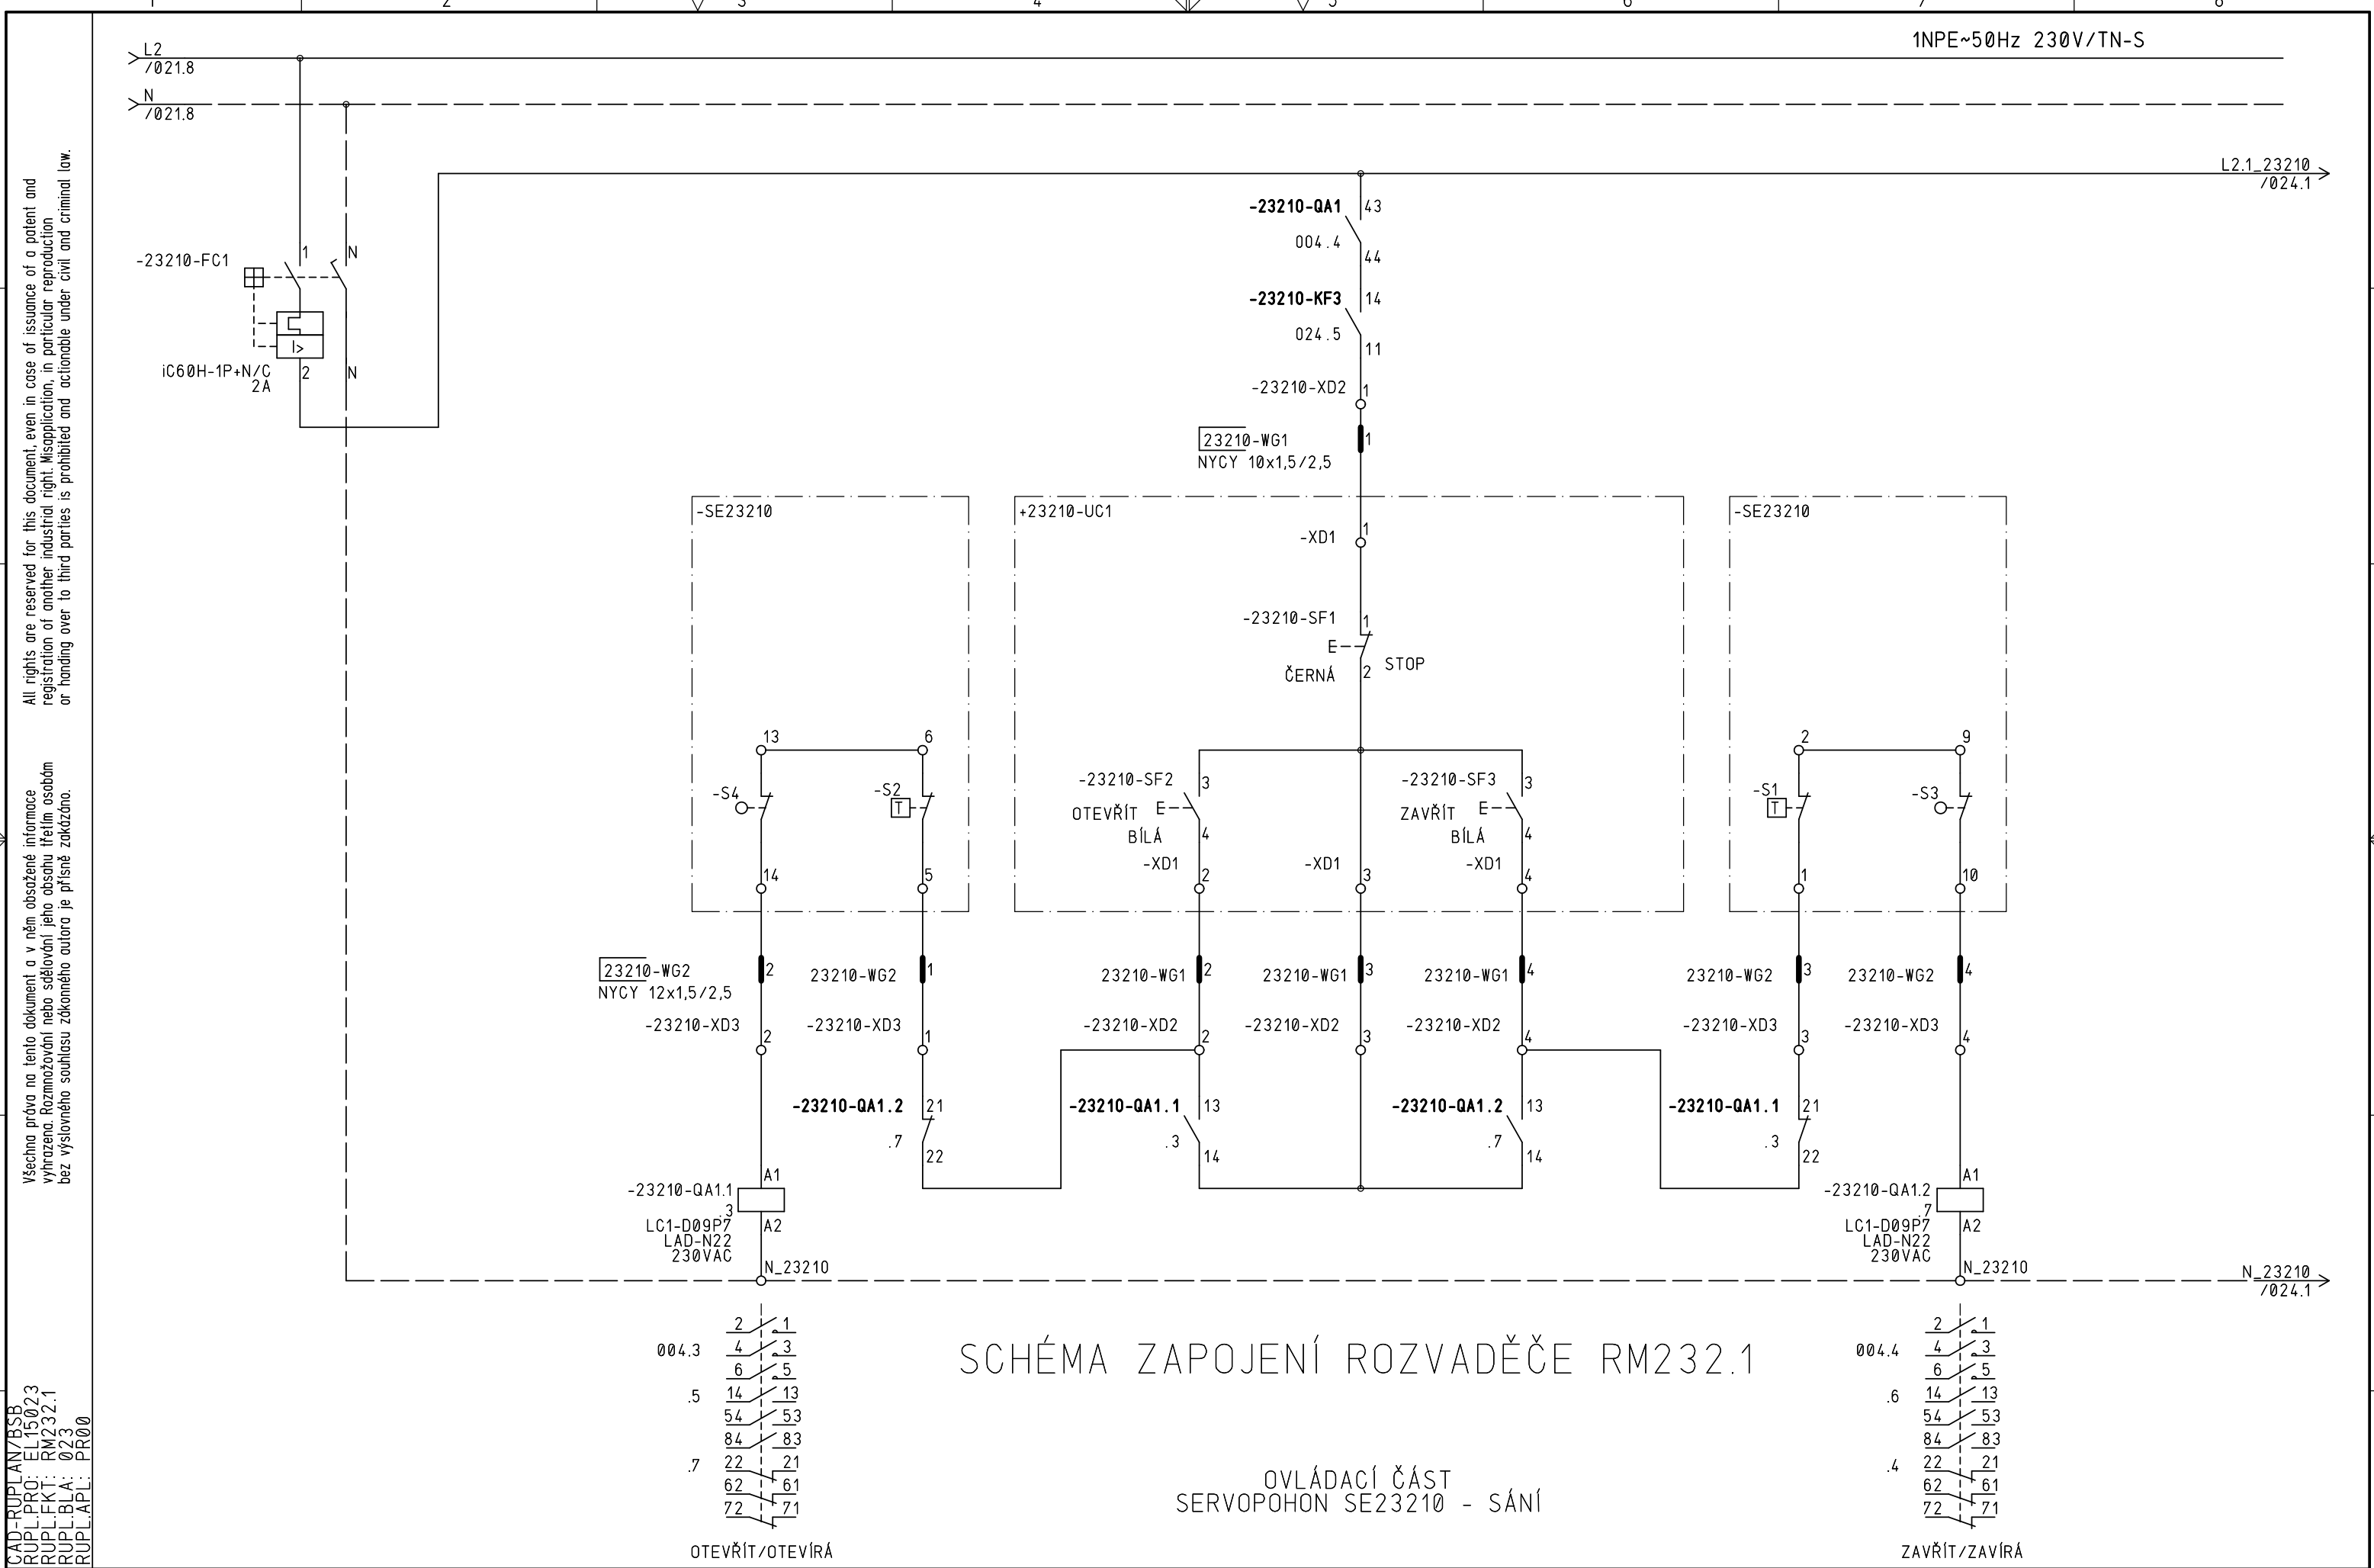 1 2 3 4 5 6 7 8
1NPE~50Hz 230V/TN-S
L2
/021.8
N
/021.8
L2.1_23210
/024.1
-23210-QA1 43
004.4
44
-23210-FC1
1 N
-23210-KF3 14
024.5
11
I>
iC60H-1P+N/C 2 N
2A
-23210-XD2 1
23210-WG1 1
NYCY 10x1,5/2,5
-SE23210
+23210-UC1
-SE23210
-XD1 1
-23210-SF1 1
E
STOP
ČERNÁ 2
13 6
2 9
-S4
-S2
T
-23210-SF2 3
OTEVŘÍT E
BÍLÁ 4
-23210-SF3 3
ZAVŘÍT E
BÍLÁ 4
-S1
T
-S3
-XD1 -XD1 -XD1
14 5 2 3 4 1 10
23210-WG2 2
NYCY 12x1,5/2,5
23210-WG2 1
23210-WG1 2
23210-WG1 3
23210-WG1 4
23210-WG2 3
23210-WG2 4
-23210-XD3 2
-23210-XD3 1
-23210-XD2 2
-23210-XD2 3
-23210-XD2 4
-23210-XD3 3
-23210-XD3 4
-23210-QA1.2 21
.7
22
-23210-QA1.1 13
.3
14
-23210-QA1.2 13
.7
14
-23210-QA1.1 21
.3
22
A1
-23210-QA1.1
.3
LC1-D09P7 A2
LAD-N22
230VAC
N_23210
A1
-23210-QA1.2
.7
LC1-D09P7 A2
LAD-N22
230VAC
N_23210
N_23210
/024.1
2 1
004.3 4 3
6 5
.5 14 13
54 53
84 83
.7 22 21
62 61
72 71
OTEVŘÍT/OTEVÍRÁ
SCHÉMA ZAPOJENÍ ROZVADĚČE RM232.1
OVLÁDACÍ ČÁST
SERVOPOHON SE23210 - SÁNÍ
2 1
004.4 4 3
6 5
.6 14 13
54 53
84 83
.4 22 21
62 61
72 71
ZAVŘÍT/ZAVÍRÁ
All rights are reserved for this document, even in case of issuance of a patent and
registration of another industrial right. Misapplication, in particular reproduction
or handing over to third parties is prohibited and actionable under civil and criminal law.
Všechna práva na tento dokument a v něm obsažené informace
vyhrazena. Rozmnožování nebo sdělování jeho obsahu třetím osobám
bez výslovného souhlasu zákonného autora je přísně zakázáno.
CAD-RUPLAN/BSB
RUPL.PRO: EL15023
RUPL.FKT: RM232.1
RUPL.BLA: 023
RUPL.APL: PR00